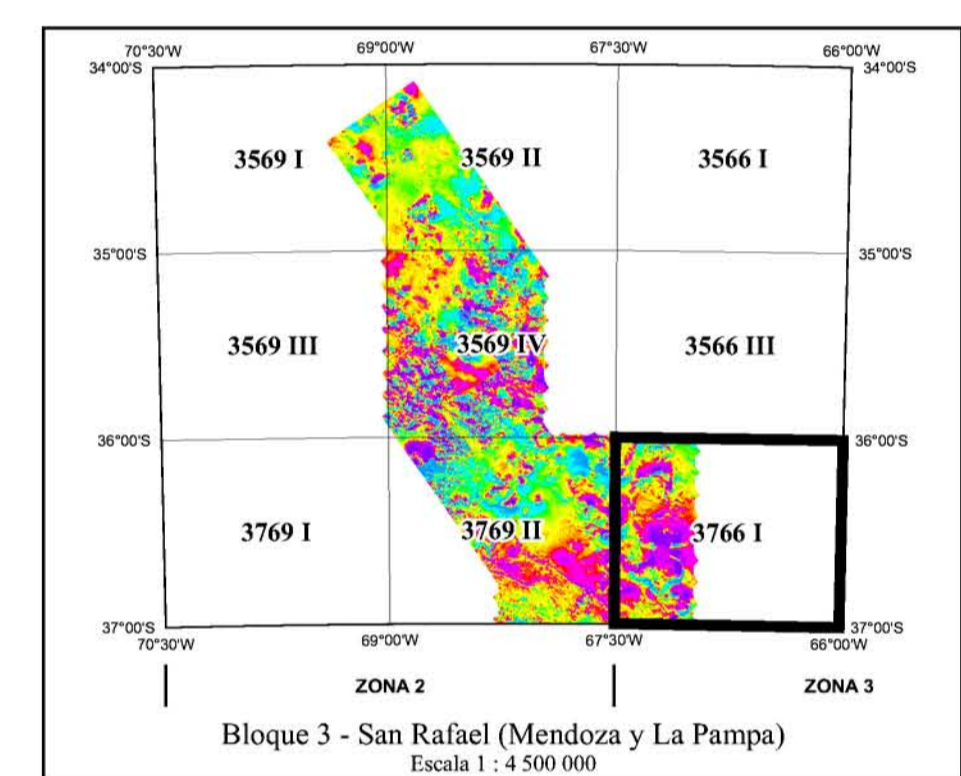 70°30'W 69°00'W 67°30'W 66°00'W
34°00'S 34°00'S
3569 I 3569 II 3566 I
35°00'S 35°00'S
3569 III 3569 IV 3566 III
36°00'S 36°00'S
3769 I 3769 II 3766 I
37°00'S 37°00'S
70°30'W 69°00'W 67°30'W 66°00'W
ZONA 2 ZONA 3
Bloque 3 - San Rafael (Mendoza y La Pampa)
Escala 1 : 4 500 000